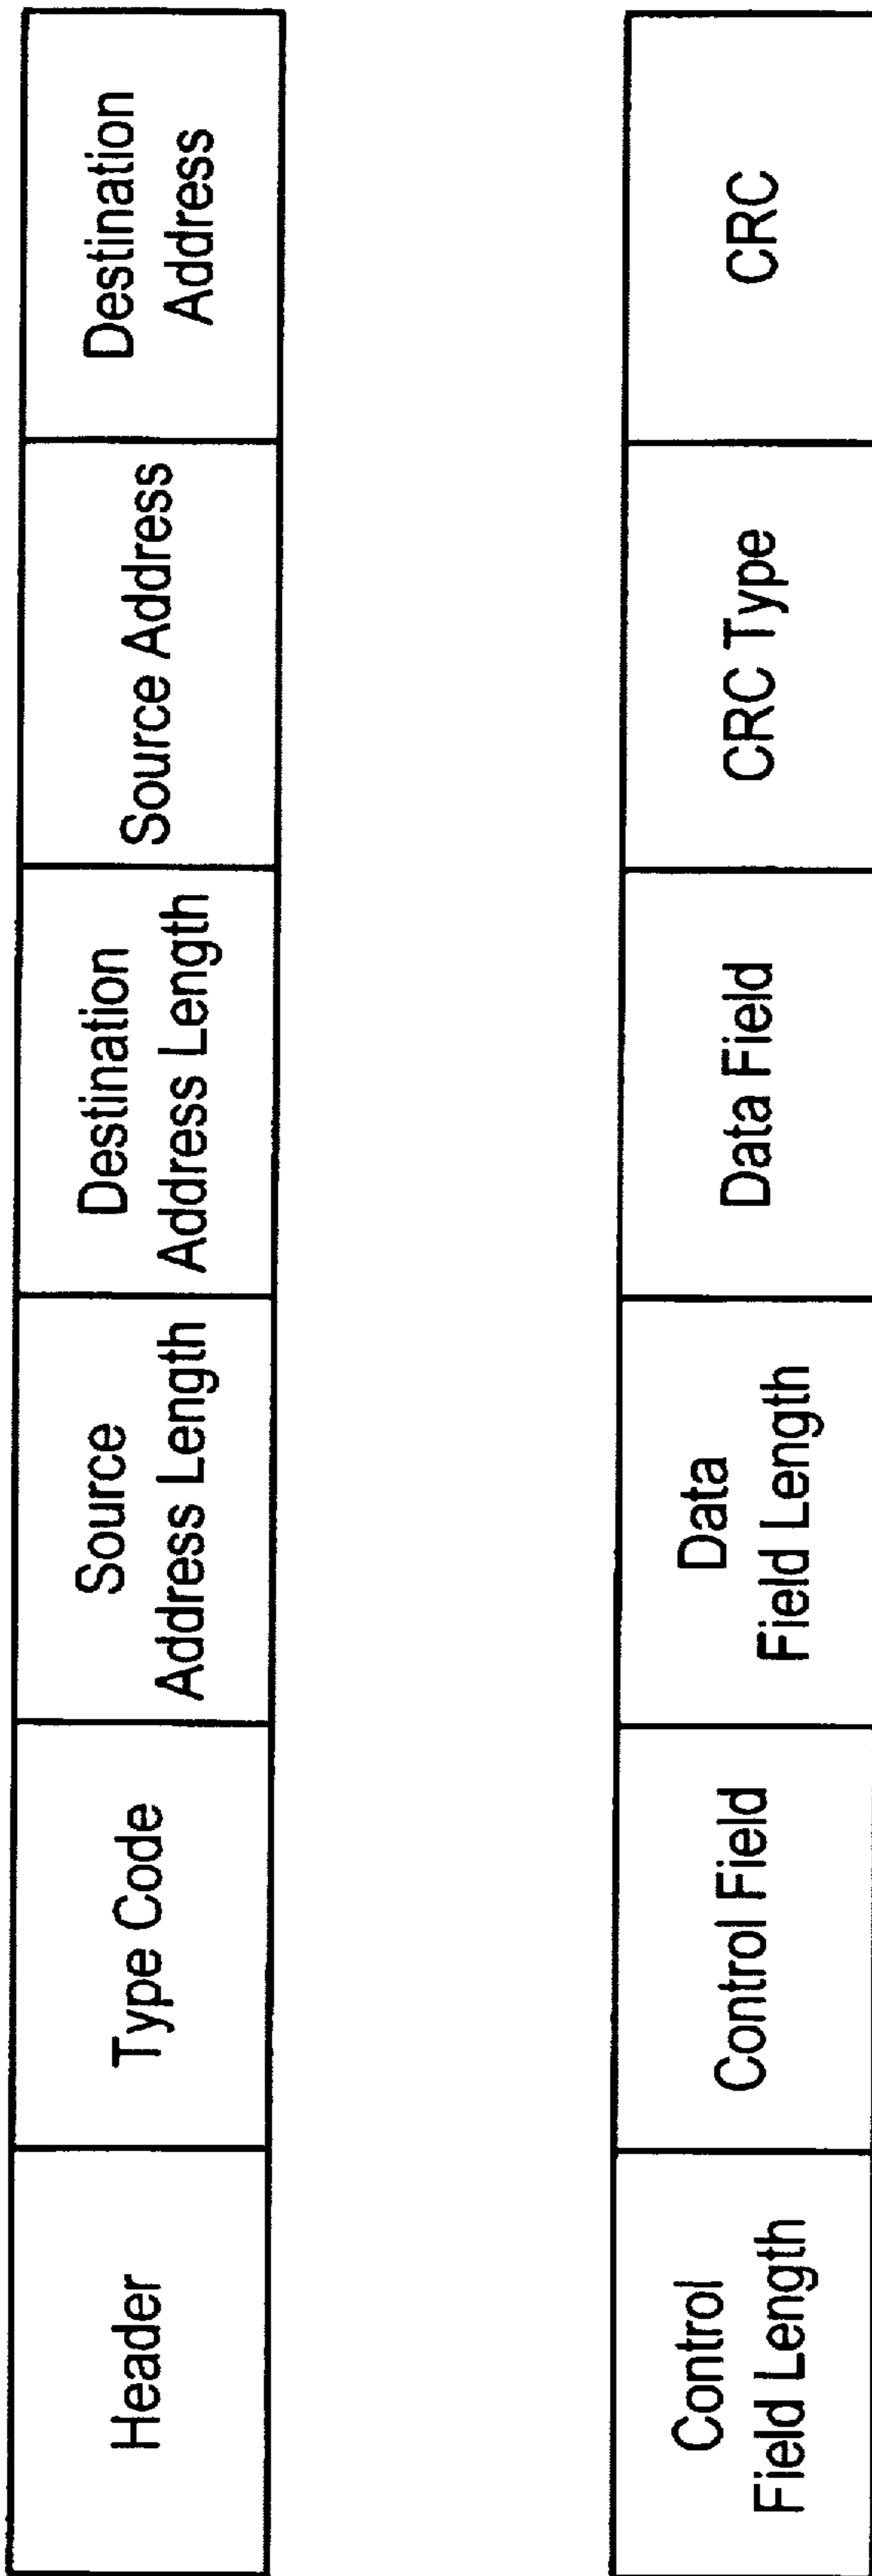 Header
Type Code
Source
Address Length
Destination
Address Length
Source Address
Destination
Address
Control
Field Length
Control Field
Data
Field Length
Data Field
CRC Type
CRC